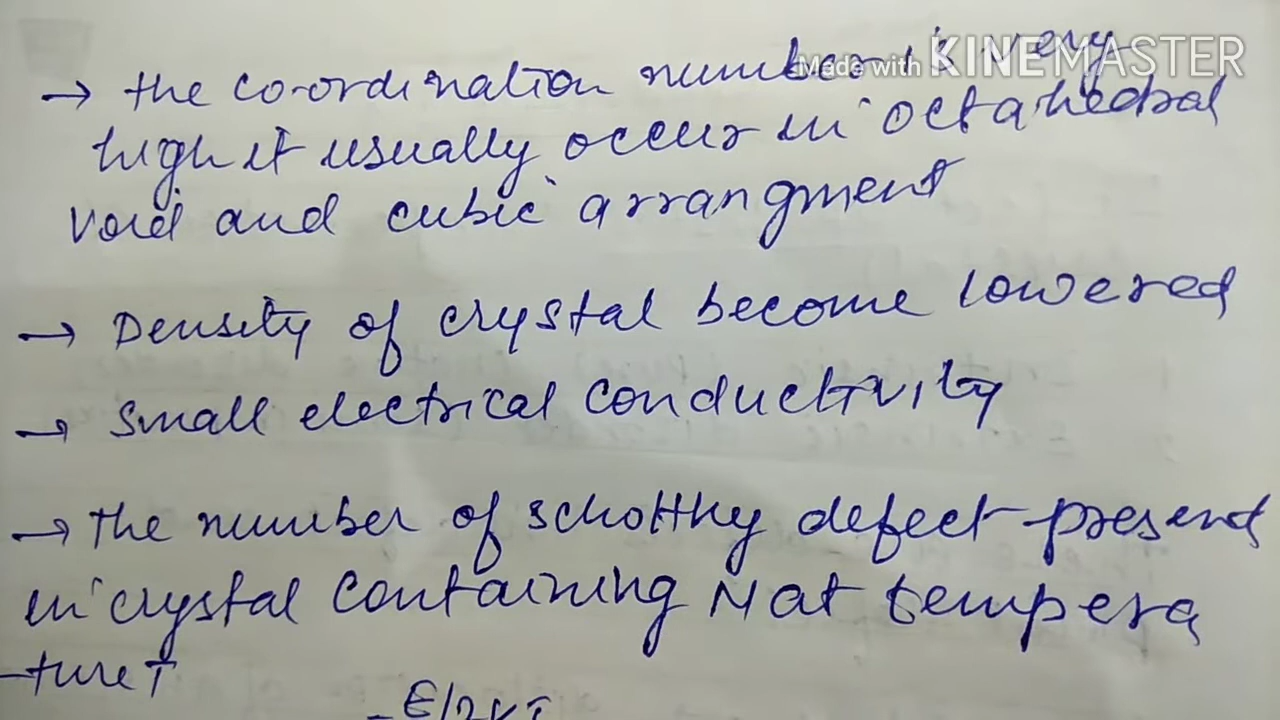 Made with KINEMASTER
→ the co-ordination number is very
high it usually occur in octahedral
void and cubic arrangment
→ Density of crystal become lowered
→ small electrical conductivity
→ the number of schottky defect present
in crystal containing N at tempera
-ture T
-E/2KT